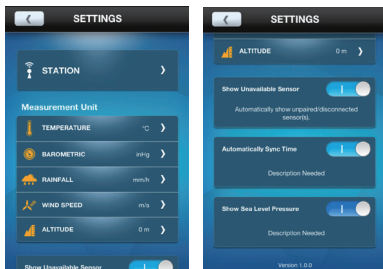 SETTINGS
STATION
Measurement Unit
TEMPERATURE °C
BAROMETRIC inHg
RAINFALL mm/h
WIND SPEED m/s
ALTITUDE 0 m
Show Unavailable Sensor
SETTINGS
ALTITUDE 0 m
Show Unavailable Sensor
Automatically show unpaired/disconnected
sensor(s).
Automatically Sync Time
Description Needed
Show Sea Level Pressure
Description Needed
Version 1.0.0